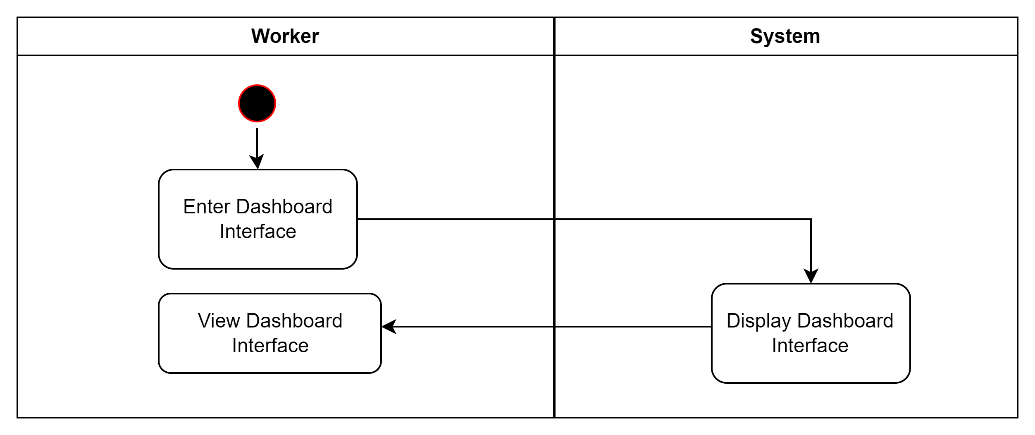 Worker
System
Enter Dashboard
Interface
View Dashboard
Interface
Display Dashboard
Interface